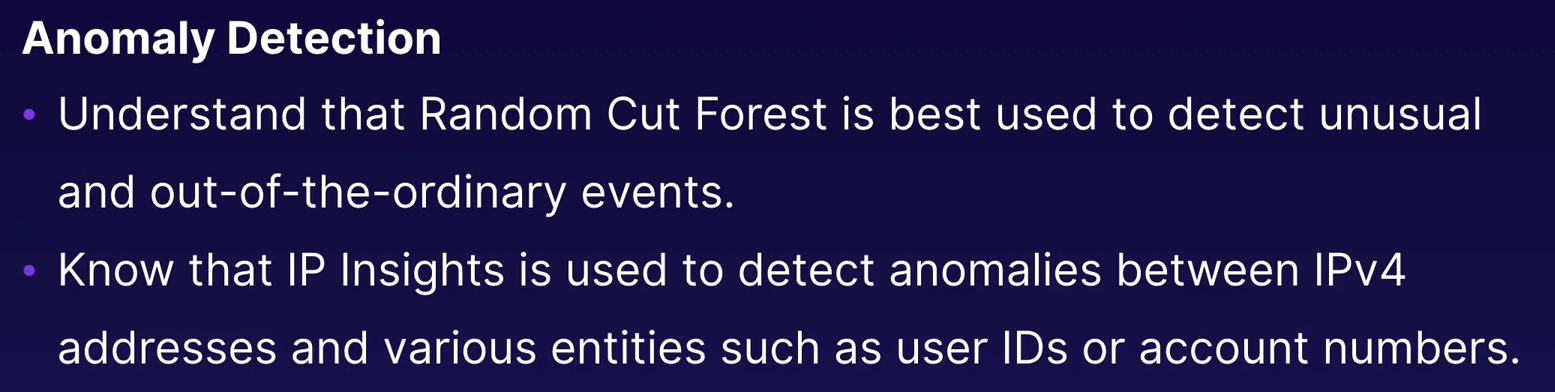 Anomaly Detection
• Understand that Random Cut Forest is best used to detect unusual
and out-of-the-ordinary events.
• Know that IP Insights is used to detect anomalies between IPv4
addresses and various entities such as user IDs or account numbers.